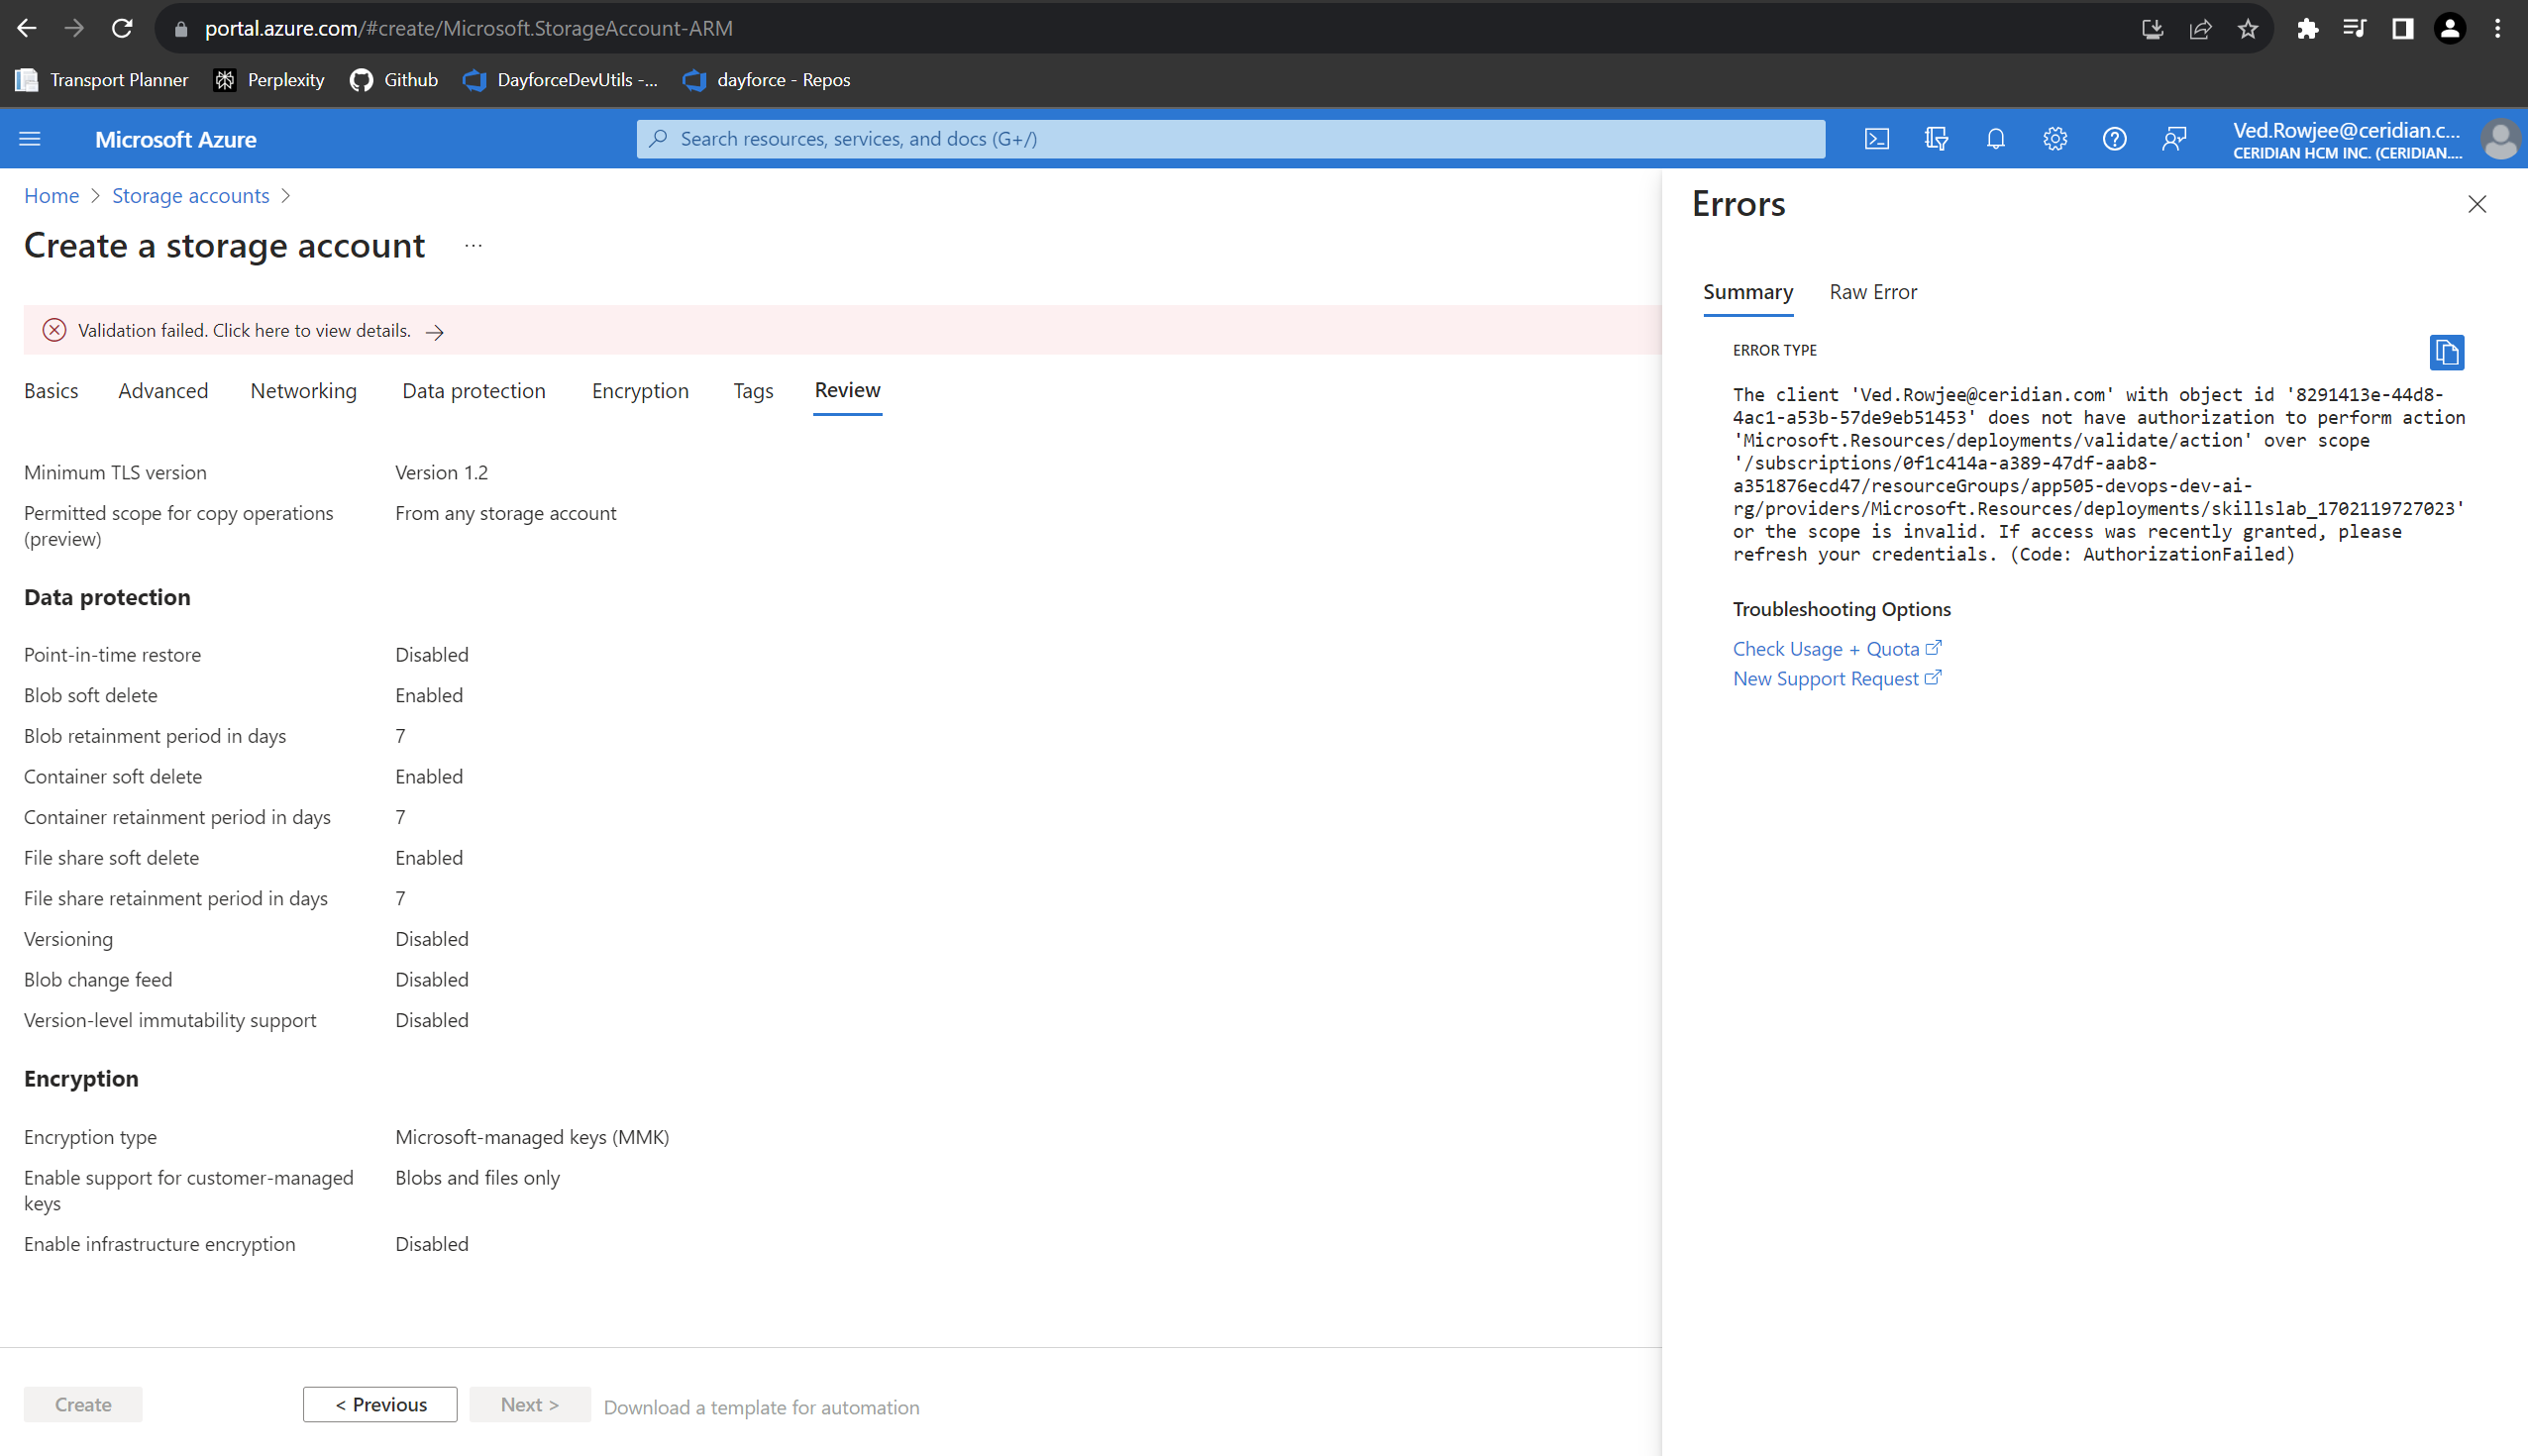 portal.azure.com/#create/Microsoft.StorageAccount-ARM
Transport Planner
Perplexity
Github
DayforceDevUtils -...
dayforce - Repos
Microsoft Azure
Search resources, services, and docs (G+/)
Ved.Rowjee@ceridian.c...
CERIDIAN HCM INC. (CERIDIAN....
Home > Storage accounts >
Create a storage account ...
Validation failed. Click here to view details. →
Basics
Advanced
Networking
Data protection
Encryption
Tags
Review
Minimum TLS version
Version 1.2
Permitted scope for copy operations
(preview)
From any storage account
Data protection
Point-in-time restore
Disabled
Blob soft delete
Enabled
Blob retainment period in days
7
Container soft delete
Enabled
Container retainment period in days
7
File share soft delete
Enabled
File share retainment period in days
7
Versioning
Disabled
Blob change feed
Disabled
Version-level immutability support
Disabled
Encryption
Encryption type
Microsoft-managed keys (MMK)
Enable support for customer-managed
keys
Blobs and files only
Enable infrastructure encryption
Disabled
Create
< Previous
Next >
Download a template for automation
Errors
Summary
Raw Error
ERROR TYPE
The client 'Ved.Rowjee@ceridian.com' with object id '8291413e-44d8-
4ac1-a53b-57de9eb51453' does not have authorization to perform action
'Microsoft.Resources/deployments/validate/action' over scope
'/subscriptions/0f1c414a-a389-47df-aab8-
a351876ecd47/resourceGroups/app505-devops-dev-ai-
rg/providers/Microsoft.Resources/deployments/skillslab_1702119727023'
or the scope is invalid. If access was recently granted, please
refresh your credentials. (Code: AuthorizationFailed)
Troubleshooting Options
Check Usage + Quota
New Support Request